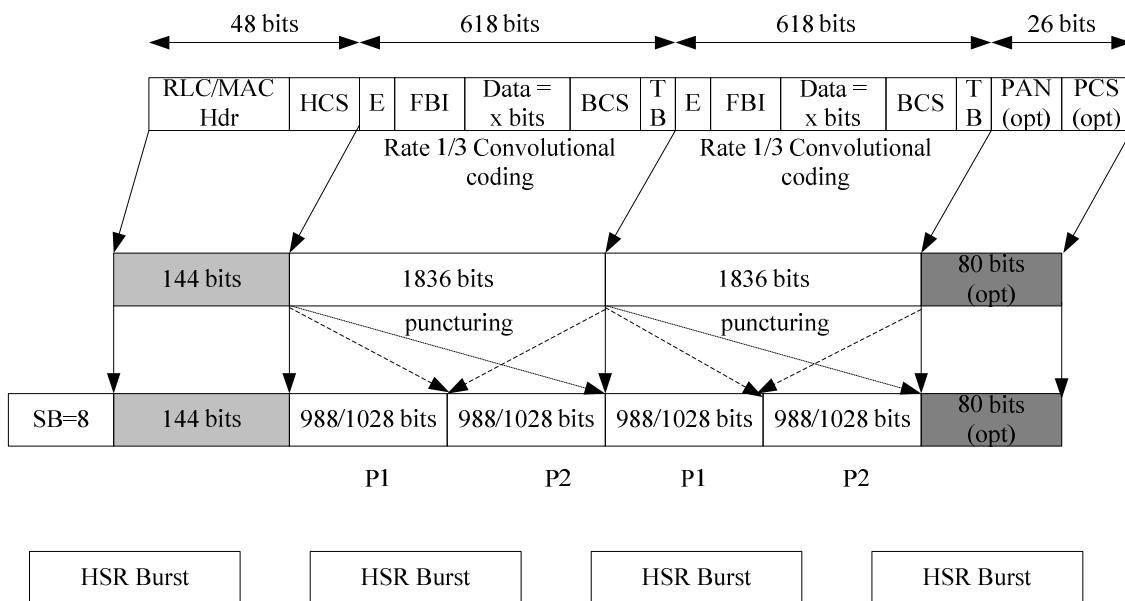 48 bits
618 bits
618 bits
26 bits
RLC/MAC
Hdr
HCS
E
FBI
Data =
x bits
BCS
T
B
E
FBI
Data =
x bits
BCS
T
B
PAN
(opt)
PCS
(opt)
Rate 1/3 Convolutional
coding
Rate 1/3 Convolutional
coding
144 bits
1836 bits
1836 bits
80 bits
(opt)
puncturing
puncturing
SB=8
144 bits
988/1028 bits
988/1028 bits
988/1028 bits
988/1028 bits
80 bits
(opt)
P1
P2
P1
P2
HSR Burst
HSR Burst
HSR Burst
HSR Burst